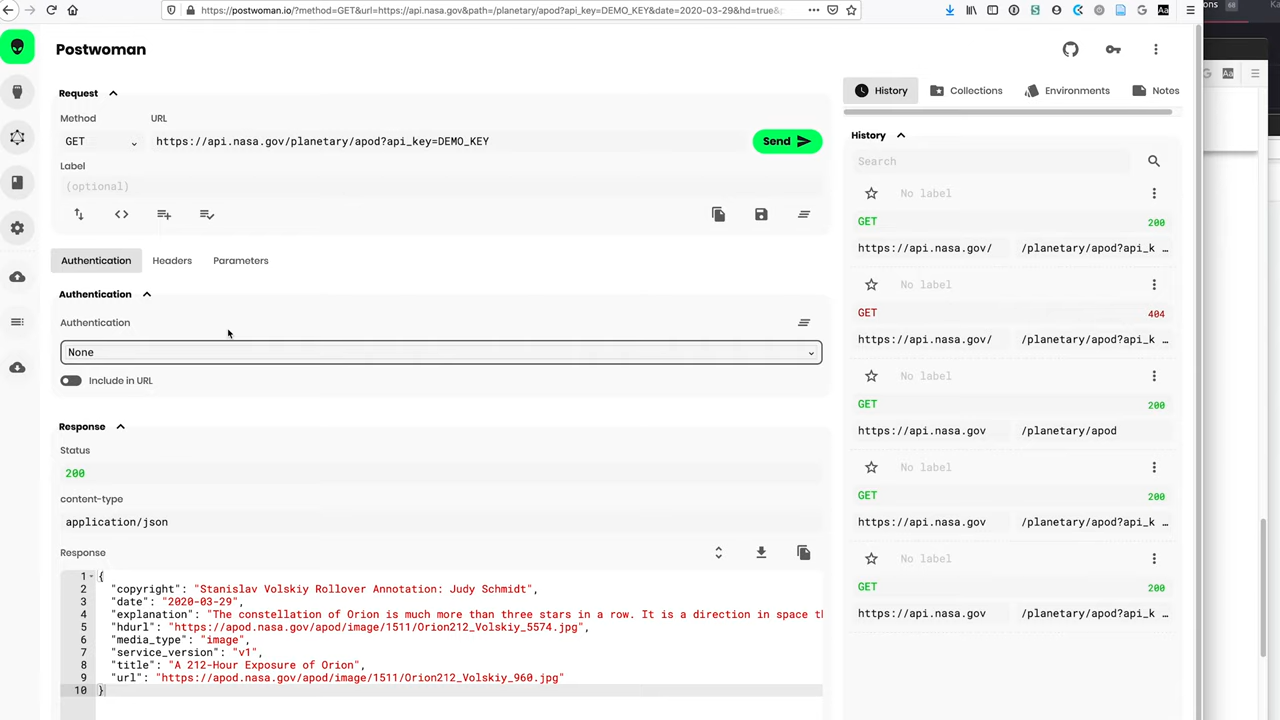 https://postwoman.io/?method=GET&url=https://api.nasa.gov&path=/planetary/apod?api_key=DEMO_KEY&date=2020-03-29&hd=true&
Postwoman
Request
Method
URL
GET
https://api.nasa.gov/planetary/apod?api_key=DEMO_KEY
Send
Label
(optional)
Authentication
Headers
Parameters
Authentication
Authentication
None
Include in URL
Response
Status
200
content-type
application/json
Response
1 {
2 "copyright": "Stanislav Volskiy Rollover Annotation: Judy Schmidt",
3 "date": "2020-03-29",
4 "explanation": "The constellation of Orion is much more than three stars in a row. It is a direction in space th
5 "hdurl": "https://apod.nasa.gov/apod/image/1511/Orion212_Volskiy_5574.jpg",
6 "media_type": "image",
7 "service_version": "v1",
8 "title": "A 212-Hour Exposure of Orion",
9 "url": "https://apod.nasa.gov/apod/image/1511/Orion212_Volskiy_960.jpg"
10 }
History
Collections
Environments
Notes
History
Search
No label
GET 200
https://api.nasa.gov/ /planetary/apod?api_k …
No label
GET 404
https://api.nasa.gov/ /planetary/apod?api_k …
No label
GET 200
https://api.nasa.gov /planetary/apod
No label
GET 200
https://api.nasa.gov /planetary/apod?api_k …
No label
GET 200
https://api.nasa.gov /planetary/apod?api_k …